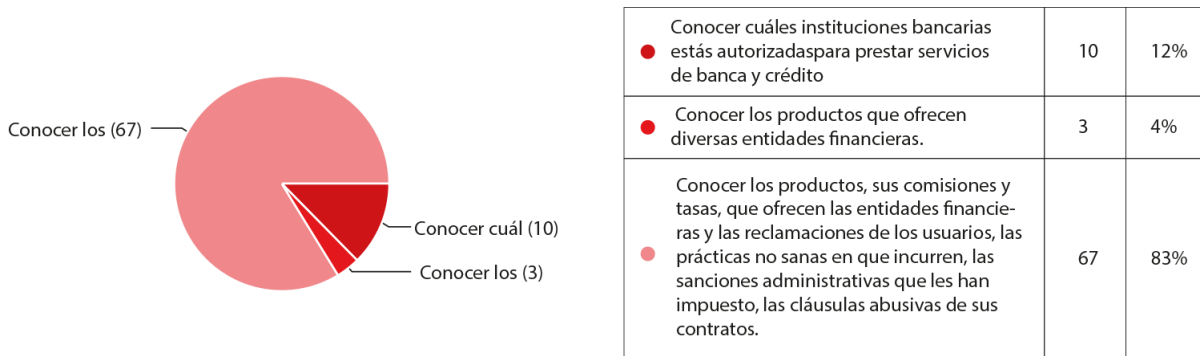 Conocer los (67)
Conocer cuál (10)
Conocer los (3)
Conocer cuáles instituciones bancarias
estás autorizadaspara prestar servicios
de banca y crédito
10
12%
Conocer los productos que ofrecen
diversas entidades financieras.
3
4%
Conocer los productos, sus comisiones y
tasas, que ofrecen las entidades financie-
ras y las reclamaciones de los usuarios, las
prácticas no sanas en que incurren, las
sanciones administrativas que les han
impuesto, las cláusulas abusivas de sus
contratos.
67
83%